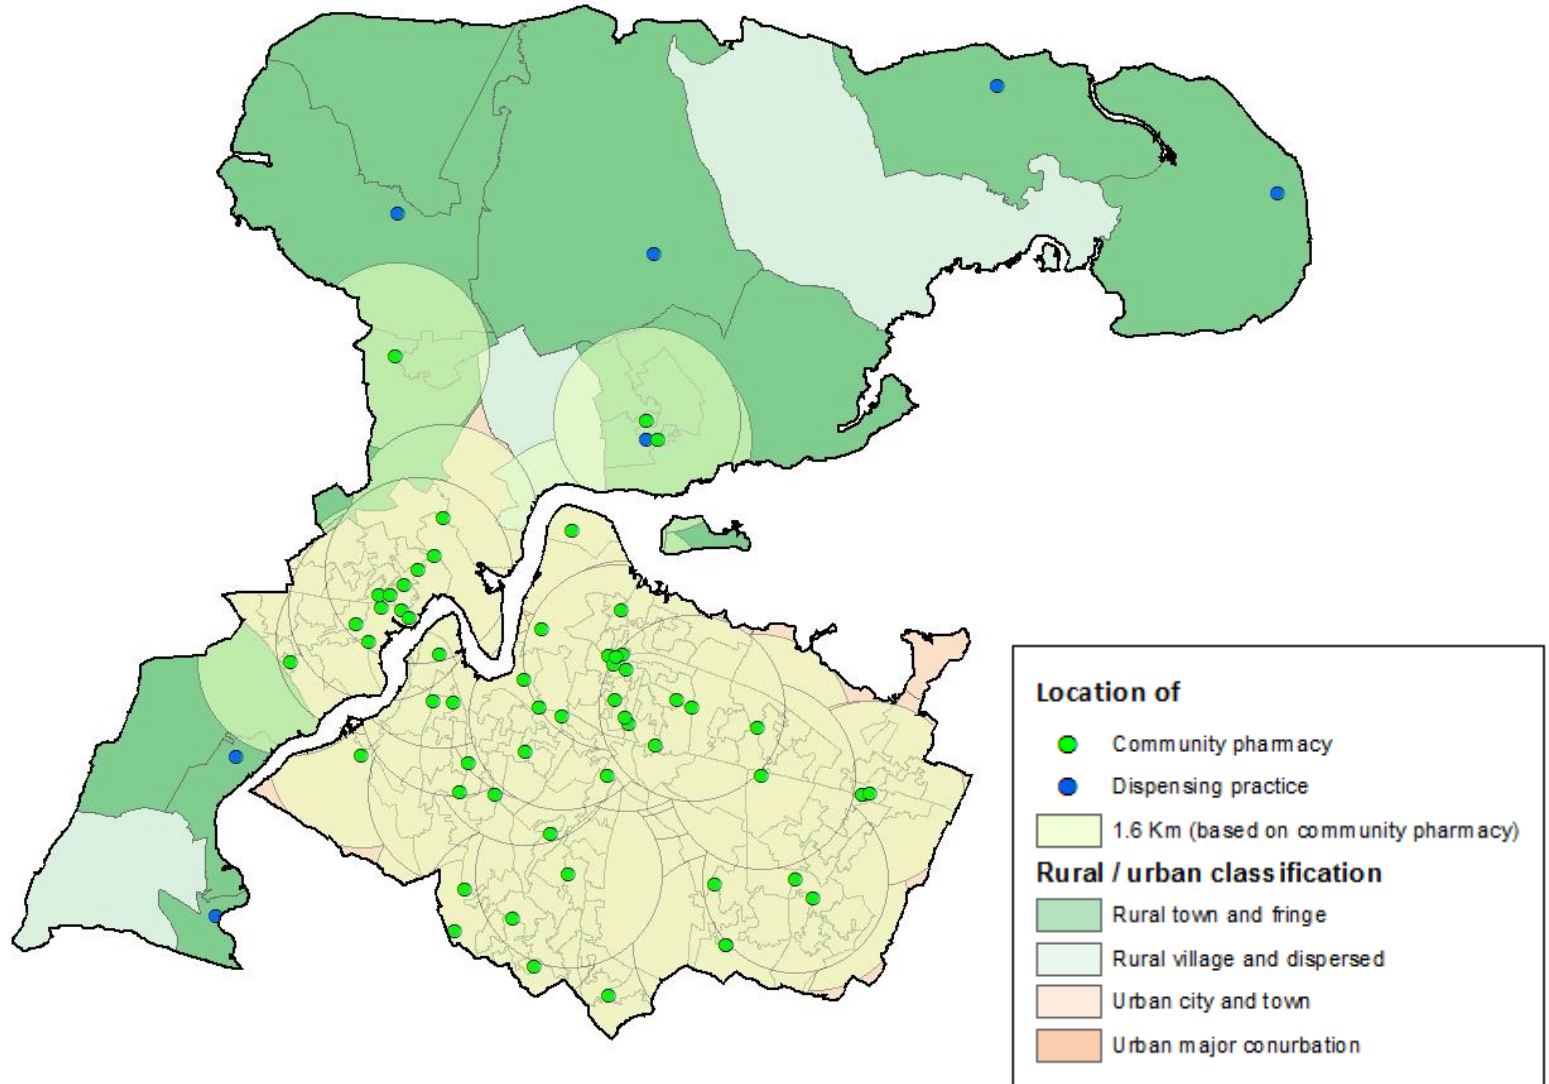 Location of
Community pharmacy
Dispensing practice
1.6 Km (based on community pharmacy)
Rural / urban classification
Rural town and fringe
Rural village and dispersed
Urban city and town
Urban major conurbation